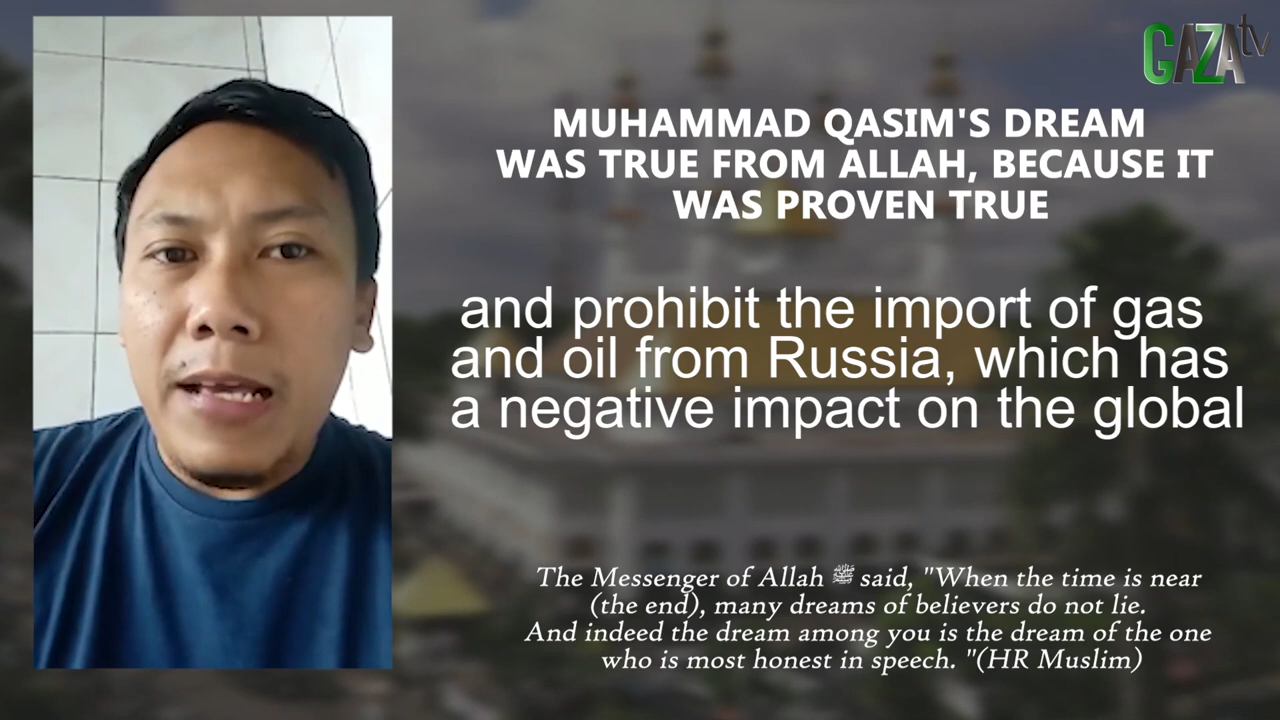 GAZAtv
MUHAMMAD QASIM'S DREAM
WAS TRUE FROM ALLAH, BECAUSE IT
WAS PROVEN TRUE
and prohibit the import of gas
and oil from Russia, which has
a negative impact on the global
The Messenger of Allah ﷺ said, "When the time is near
(the end), many dreams of believers do not lie.
And indeed the dream among you is the dream of the one
who is most honest in speech. "(HR Muslim)